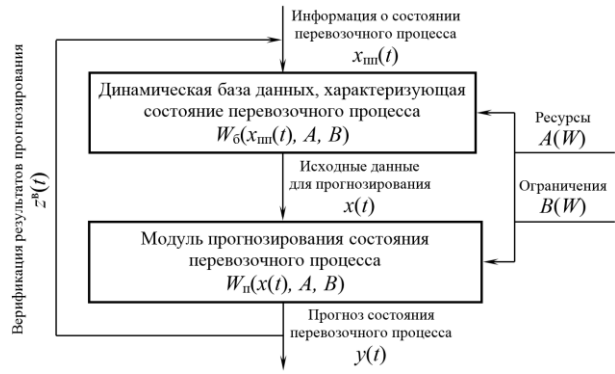 Информация о состоянии
перевозочного процесса
xпп(t)
Динамическая база данных, характеризующая
состояние перевозочного процесса
Wб(xпп(t), A, B)
Ресурсы
A(W)
Исходные данные
для прогнозирования
x(t)
Ограничения
B(W)
Модуль прогнозирования состояния
перевозочного процесса
Wп(x(t), A, B)
Прогноз состояния
перевозочного процесса
y(t)
Верификация результатов прогнозирования
zв(t)